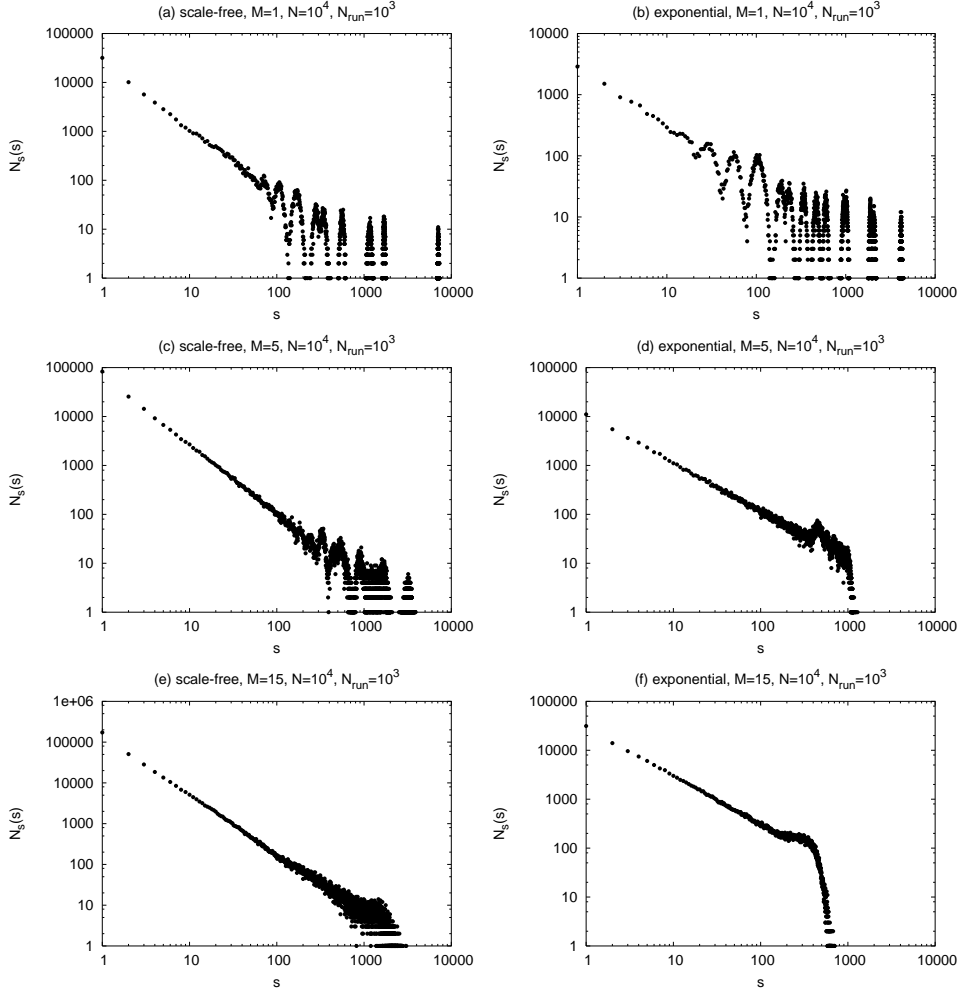 (a) scale-free, M=1, N=10^4, N_run=10^3
100000
10000
1000
100
10
1
N_s(s)
1 10 100 1000 10000
s
(b) exponential, M=1, N=10^4, N_run=10^3
10000
1000
100
10
1
N_s(s)
1 10 100 1000 10000
s
(c) scale-free, M=5, N=10^4, N_run=10^3
100000
10000
1000
100
10
1
N_s(s)
1 10 100 1000 10000
s
(d) exponential, M=5, N=10^4, N_run=10^3
100000
10000
1000
100
10
1
N_s(s)
1 10 100 1000 10000
s
(e) scale-free, M=15, N=10^4, N_run=10^3
1e+06
100000
10000
1000
100
10
1
N_s(s)
1 10 100 1000 10000
s
(f) exponential, M=15, N=10^4, N_run=10^3
100000
10000
1000
100
10
1
N_s(s)
1 10 100 1000 10000
s